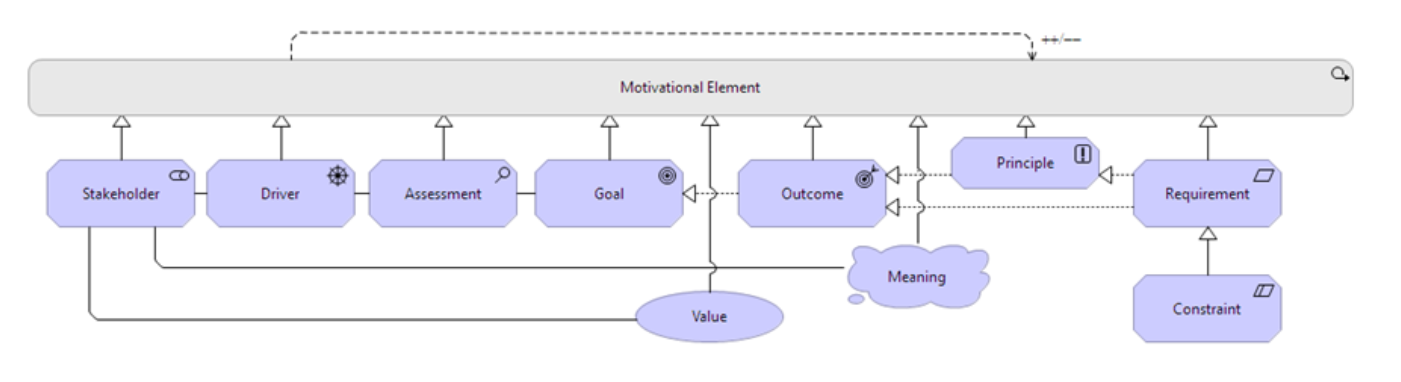 ++/--
Motivational Element
Stakeholder
Driver
Assessment
Goal
Outcome
Principle
Requirement
Meaning
Value
Constraint